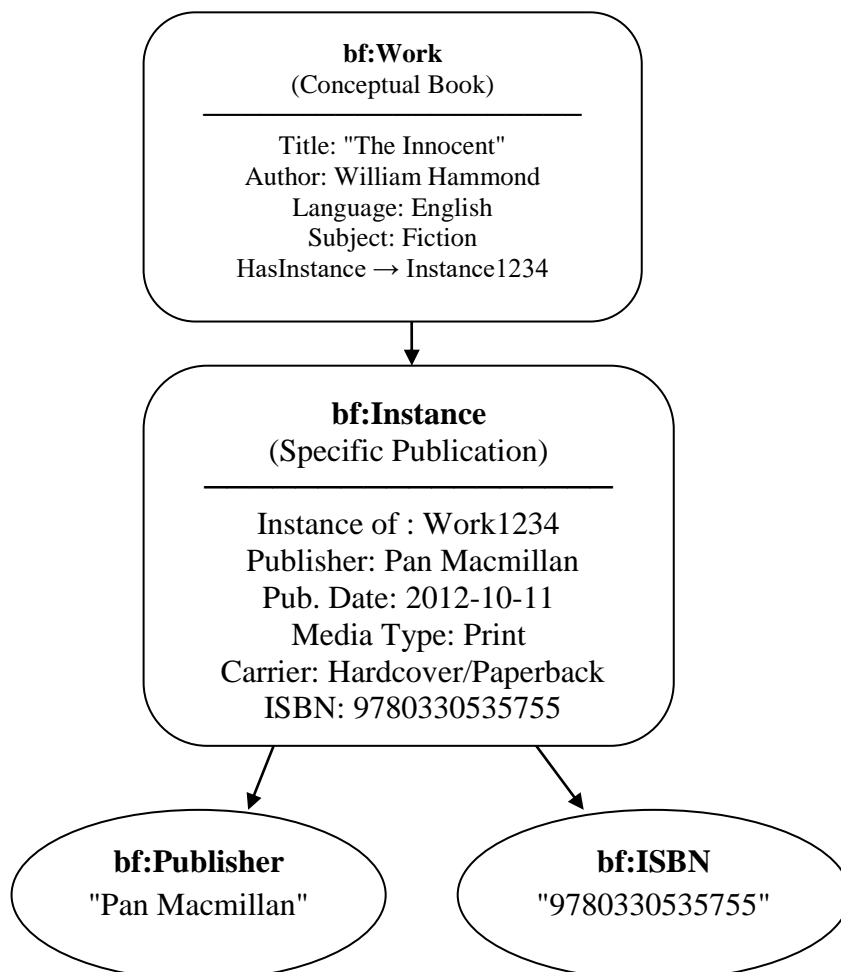 bf:Work
(Conceptual Book)
Title: "The Innocent"
Author: William Hammond
Language: English
Subject: Fiction
HasInstance → Instance1234
bf:Instance
(Specific Publication)
Instance of : Work1234
Publisher: Pan Macmillan
Pub. Date: 2012-10-11
Media Type: Print
Carrier: Hardcover/Paperback
ISBN: 9780330535755
bf:Publisher
"Pan Macmillan"
bf:ISBN
"9780330535755"